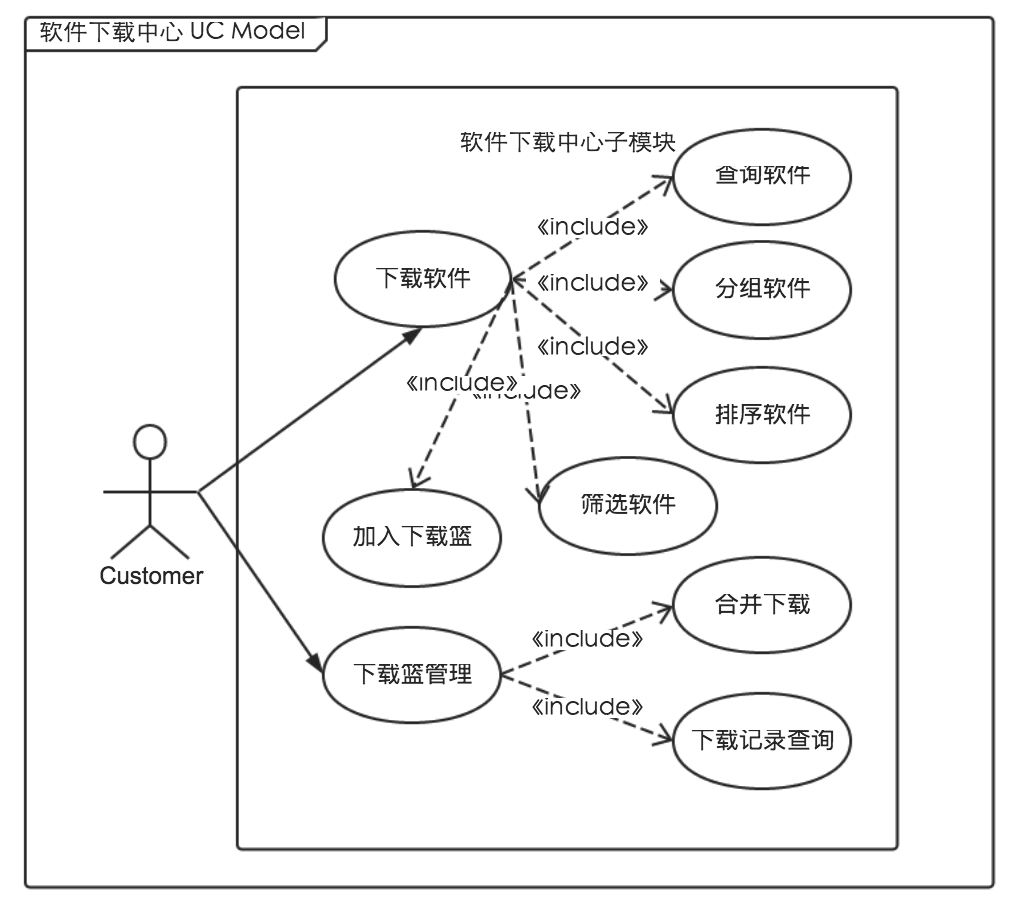 软件下载中心 UC Model
软件下载中心子模块
查询软件
《include》
下载软件
《include》
分组软件
《include》
《include》
《include》
排序软件
筛选软件
加入下载篮
Customer
合并下载
《include》
下载篮管理
《include》
下载记录查询